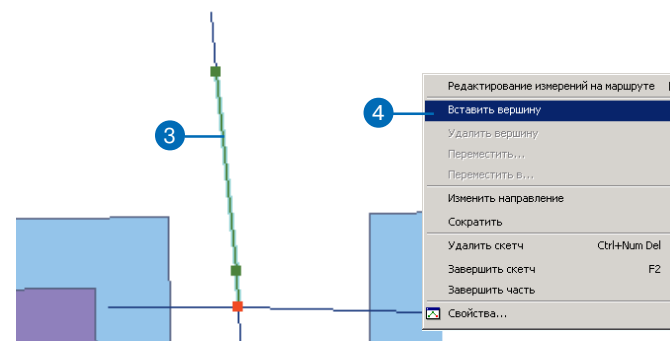 3
4
Редактирование измерений на маршруте
Вставить вершину
Удалить вершину
Переместить...
Переместить в...
Изменить направление
Сократить
Удалить скетч Ctrl+Num Del
Завершить скетч F2
Завершить часть
Свойства...